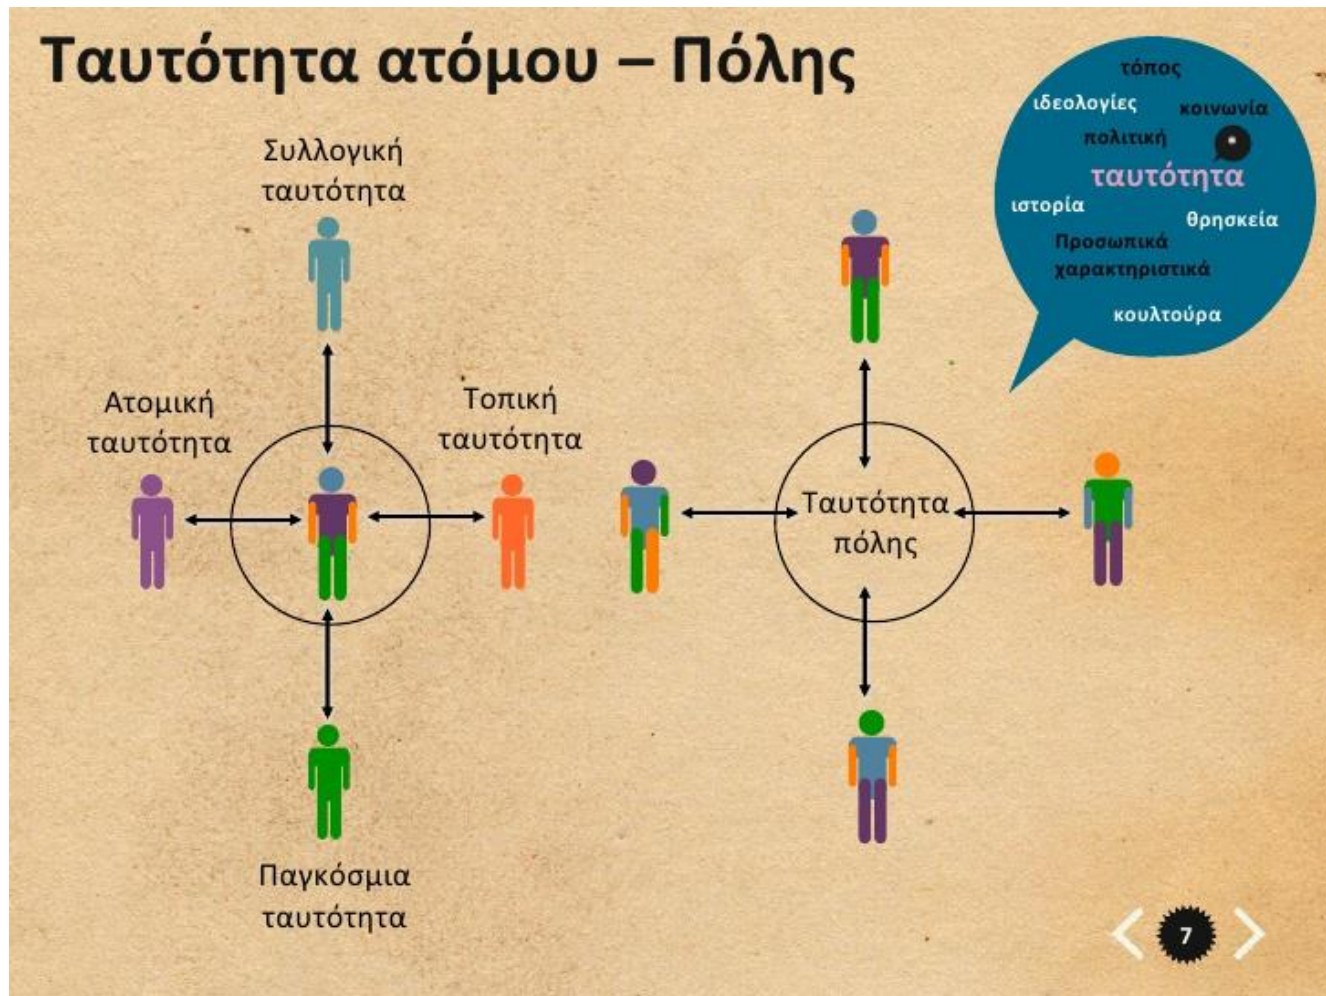 Ταυτότητα ατόμου – Πόλης
τόπος
ιδεολογίες
κοινωνία
πολιτική
ταυτότητα
ιστορία
θρησκεία
Προσωπικά
χαρακτηριστικά
κουλτούρα
Συλλογική
ταυτότητα
Ατομική
ταυτότητα
Τοπική
ταυτότητα
Ταυτότητα
πόλης
Παγκόσμια
ταυτότητα
7